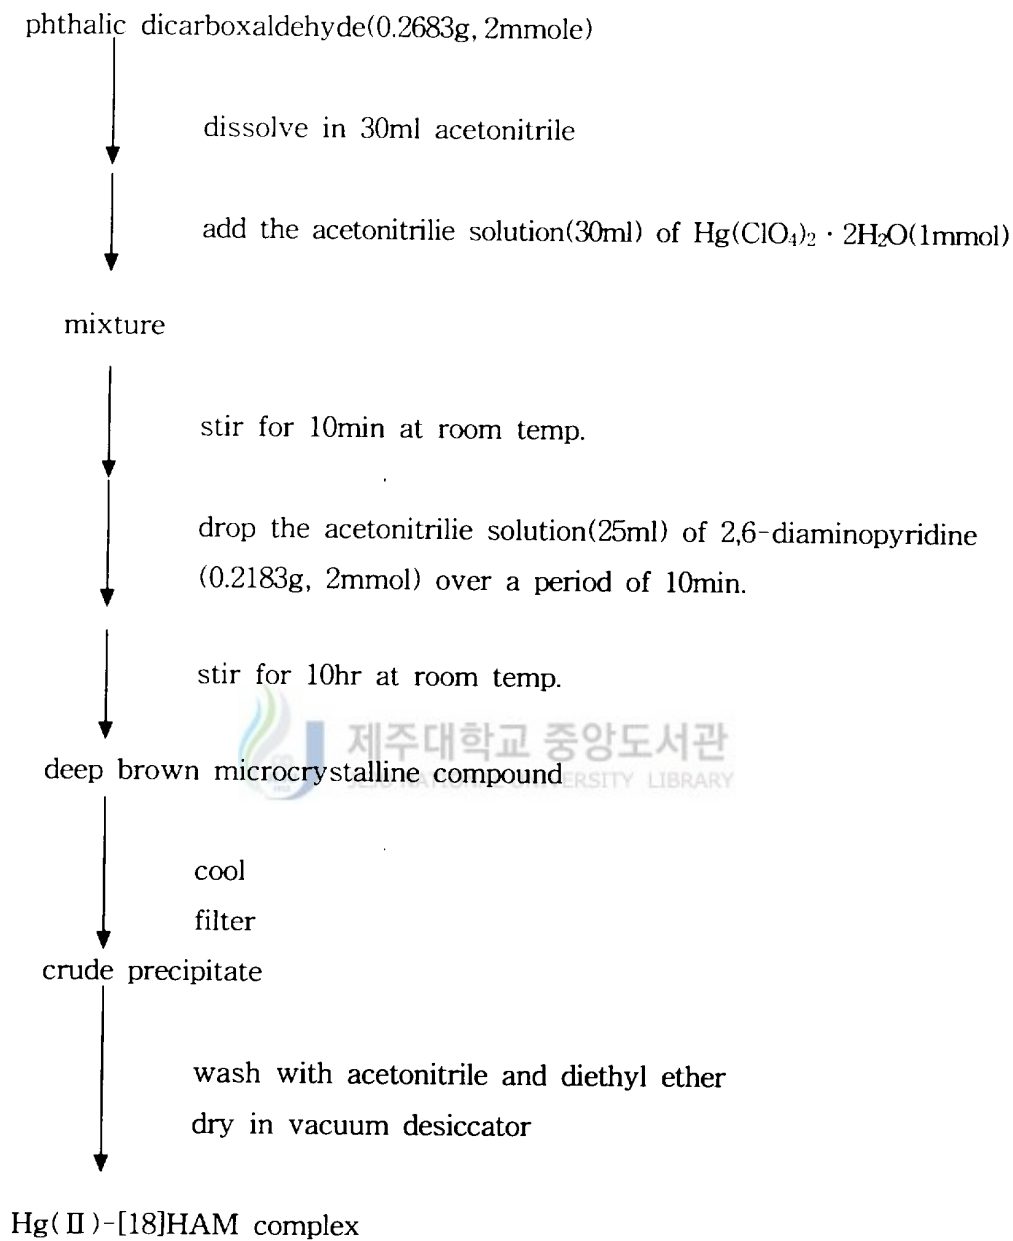 phthalic dicarboxaldehyde(0.2683g, 2mmole)
dissolve in 30ml acetonitrile
add the acetonitrilie solution(30ml) of Hg(ClO₄)₂ · 2H₂O(1mmol)
mixture
stir for 10min at room temp.
drop the acetonitrilie solution(25ml) of 2,6-diaminopyridine
(0.2183g, 2mmol) over a period of 10min.
stir for 10hr at room temp.
제주대학교 중앙도서관
deep brown microcrystalline compound
JEJU NATIONAL UNIVERSITY LIBRARY
cool
filter
crude precipitate
wash with acetonitrile and diethyl ether
dry in vacuum desiccator
Hg(Ⅱ)-[18]HAM complex